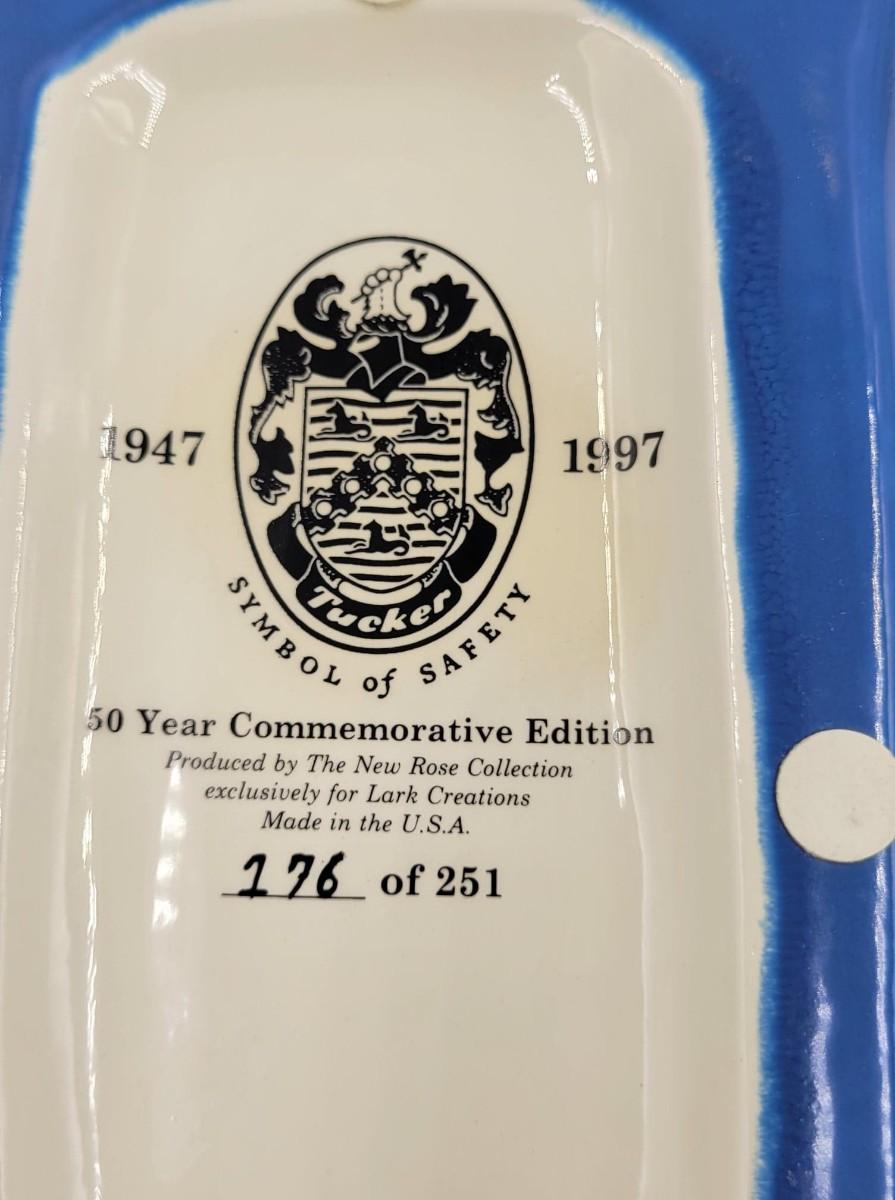 1947 1997
Tucker
SYMBOL of SAFETY
50 Year Commemorative Edition
Produced by The New Rose Collection
exclusively for Lark Creations
Made in the U.S.A.
176 of 251